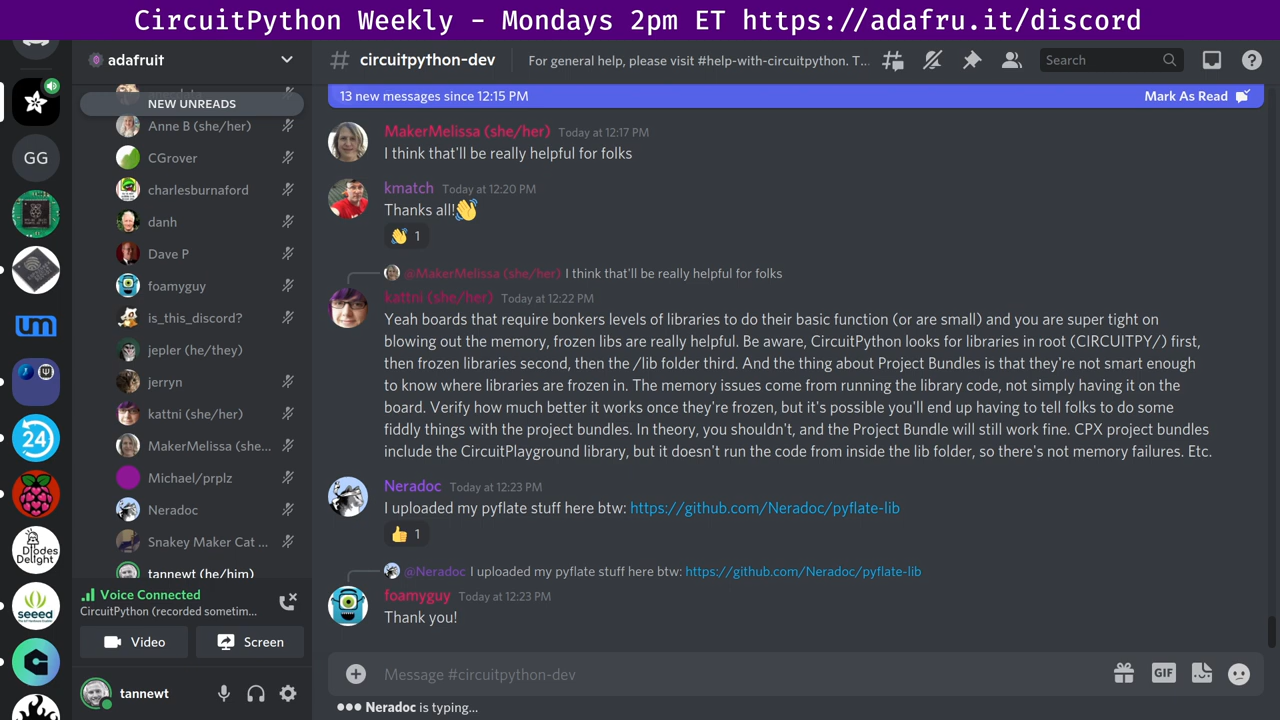 CircuitPython Weekly - Mondays 2pm ET https://adafru.it/discord
adafruit
NEW UNREADS
Anne B (she/her)
CGrover
charlesburnaford
danh
Dave P
foamyguy
is_this_discord?
jepler (he/they)
jerryn
kattni (she/her)
MakerMelissa (she...
Michael/prplz
Neradoc
Snakey Maker Cat ...
tannewt (he/him)
Voice Connected
CircuitPython (recorded sometim...
Video
Screen
tannewt
GG
um
24
Diodes
Delight
seeed
# circuitpython-dev
For general help, please visit #help-with-circuitpython. T...
Search
13 new messages since 12:15 PM
Mark As Read
MakerMelissa (she/her) Today at 12:17 PM
I think that'll be really helpful for folks
kmatch Today at 12:20 PM
Thanks all!👋
👋 1
@MakerMelissa (she/her) I think that'll be really helpful for folks
kattni (she/her) Today at 12:22 PM
Yeah boards that require bonkers levels of libraries to do their basic function (or are small) and you are super tight on
blowing out the memory, frozen libs are really helpful. Be aware, CircuitPython looks for libraries in root (CIRCUITPY/) first,
then frozen libraries second, then the /lib folder third. And the thing about Project Bundles is that they're not smart enough
to know where libraries are frozen in. The memory issues come from running the library code, not simply having it on the
board. Verify how much better it works once they're frozen, but it's possible you'll end up having to tell folks to do some
fiddly things with the project bundles. In theory, you shouldn't, and the Project Bundle will still work fine. CPX project bundles
include the CircuitPlayground library, but it doesn't run the code from inside the lib folder, so there's not memory failures. Etc.
Neradoc Today at 12:23 PM
I uploaded my pyflate stuff here btw: https://github.com/Neradoc/pyflate-lib
👍 1
@Neradoc I uploaded my pyflate stuff here btw: https://github.com/Neradoc/pyflate-lib
foamyguy Today at 12:23 PM
Thank you!
Message #circuitpython-dev
GIF
Neradoc is typing...